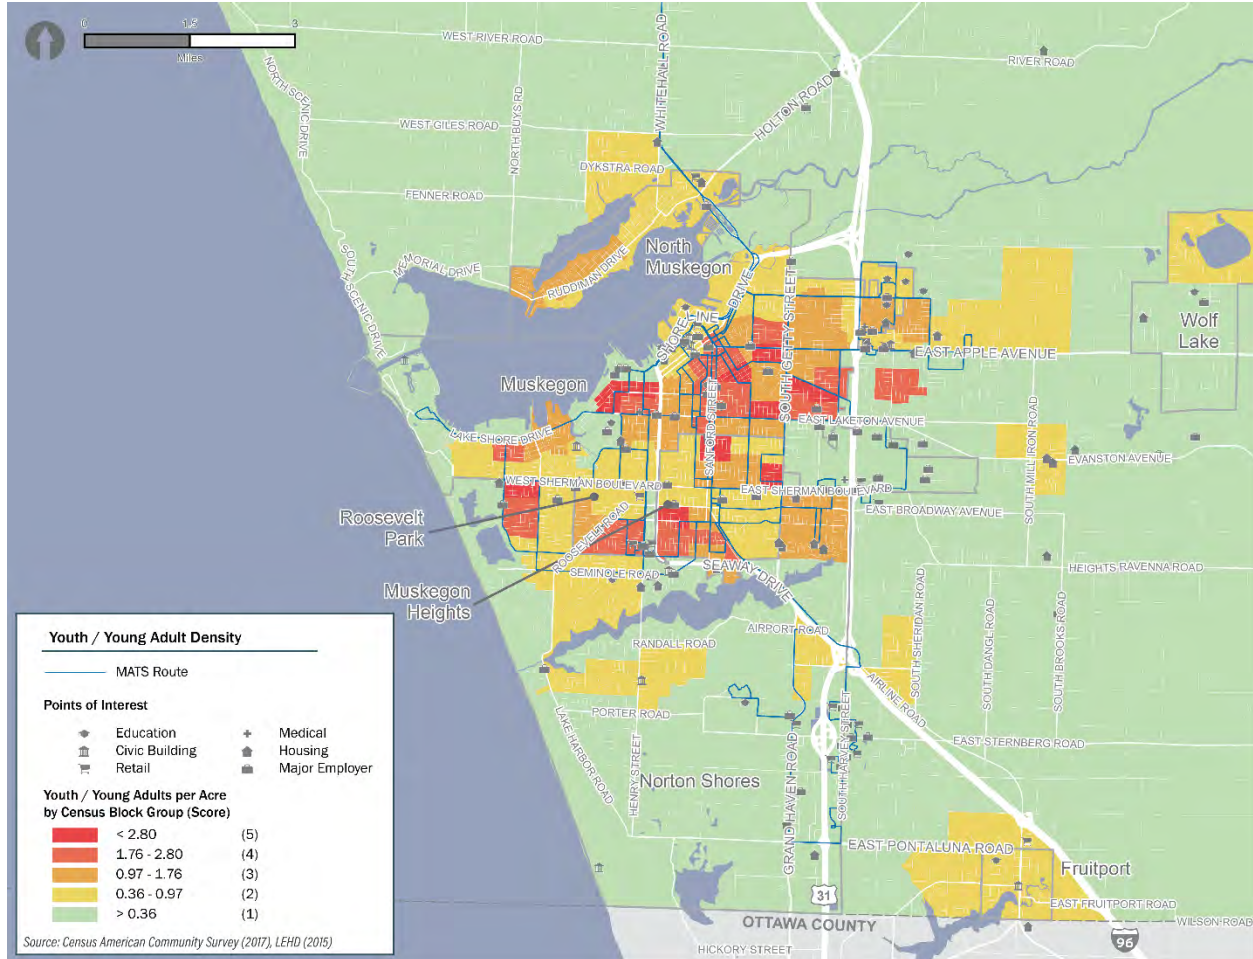 0
1.5
3
Miles
WEST RIVER ROAD
WHITEHALL ROAD
RIVER ROAD
NORTH SCENIC DRIVE
NORTH BUYS RD
HOLTON ROAD
WEST GILES ROAD
DYKSTRA ROAD
FENNER ROAD
SOUTH SCENIC DRIVE
MEMORIAL DRIVE
RUDDIMAN DRIVE
North
Muskegon
SHORELINE DRIVE
SOUTH GETTY STREET
Wolf
Lake
EAST APPLE AVENUE
Muskegon
SANFORD STREET
EAST LAKETON AVENUE
LAKE SHORE DRIVE
SOUTH MILL IRON ROAD
EVANSTON AVENUE
WEST SHERMAN BOULEVARD
EAST SHERMAN BOULEVARD
Roosevelt
Park
ROOSEVELT ROAD
EAST BROADWAY AVENUE
SEAWAY DRIVE
HEIGHTS RAVENNA ROAD
SEMINOLE ROAD
Muskegon
Heights
AIRPORT ROAD
RANDALL ROAD
SOUTH SHERIDAN ROAD
SOUTH DANGL ROAD
SOUTH BROOKS ROAD
AIRLINE ROAD
LAKE HARBOR ROAD
PORTER ROAD
HENRY STREET
GRAND HAVEN ROAD
SOUTH HARVEY STREET
EAST STERNBERG ROAD
Norton Shores
EAST PONTALUNA ROAD
Fruitport
31
EAST FRUITPORT ROAD
OTTAWA COUNTY
WILSON ROAD
HICKORY STREET
96
Youth / Young Adult Density
MATS Route
Points of Interest
Education
Medical
Civic Building
Housing
Retail
Major Employer
Youth / Young Adults per Acre
by Census Block Group (Score)
< 2.80 (5)
1.76 - 2.80 (4)
0.97 - 1.76 (3)
0.36 - 0.97 (2)
> 0.36 (1)
Source: Census American Community Survey (2017), LEHD (2015)